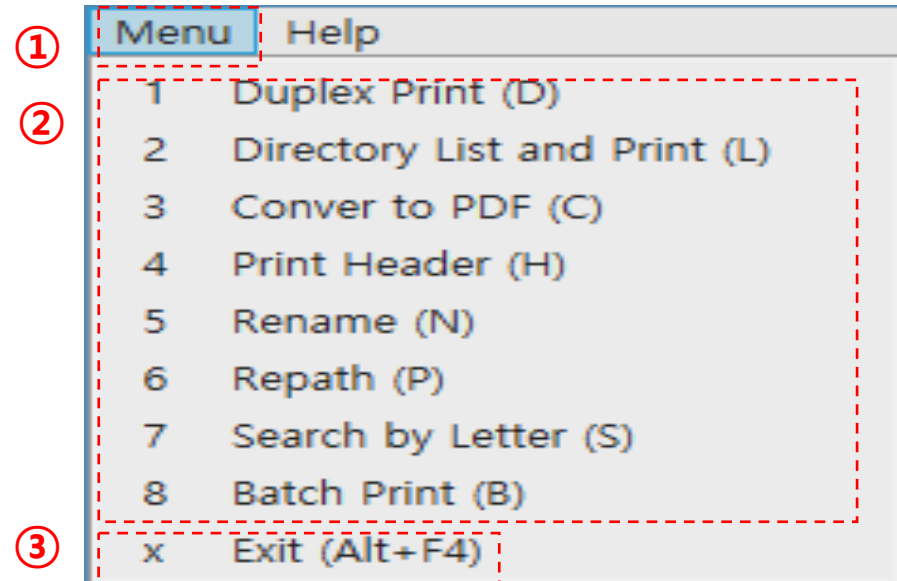 ① Menu Help
② 1 Duplex Print (D)
2 Directory List and Print (L)
3 Conver to PDF (C)
4 Print Header (H)
5 Rename (N)
6 Repath (P)
7 Search by Letter (S)
8 Batch Print (B)
③ x Exit (Alt+F4)